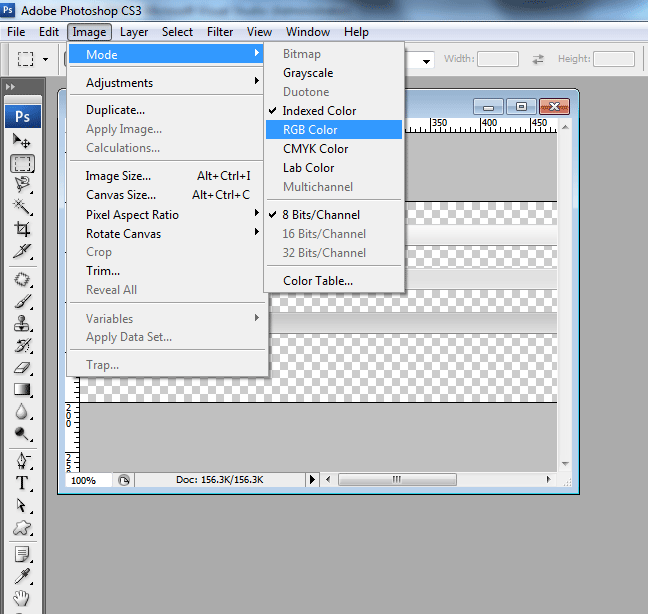 Ps Adobe Photoshop CS3
File Edit Image Layer Select Filter View Window Help
Width: Height:
Mode
Adjustments
Duplicate...
Apply Image...
Calculations...
Image Size... Alt+Ctrl+I
Canvas Size... Alt+Ctrl+C
Pixel Aspect Ratio
Rotate Canvas
Crop
Trim...
Reveal All
Variables
Apply Data Set...
Trap...
Bitmap
Grayscale
Duotone
Indexed Color
RGB Color
CMYK Color
Lab Color
Multichannel
8 Bits/Channel
16 Bits/Channel
32 Bits/Channel
Color Table...
Ps
350 400 450
200
100% Doc: 156.3K/156.3K
T